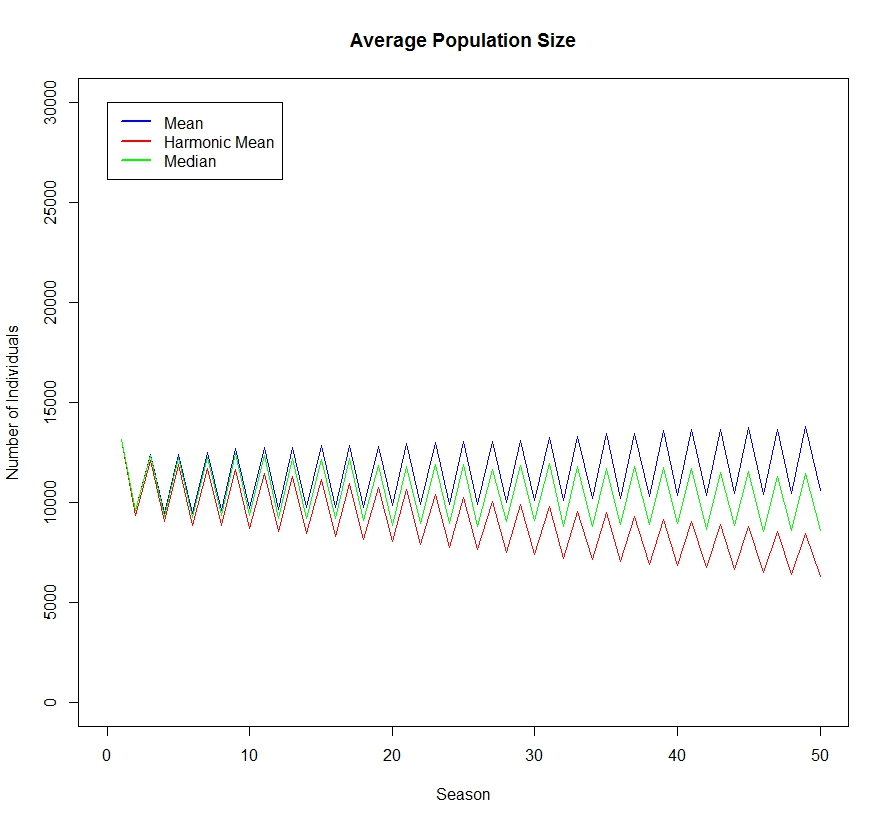 Average Population Size
Number of Individuals
30000
25000
20000
15000
10000
5000
0
Mean
Harmonic Mean
Median
0 10 20 30 40 50
Season